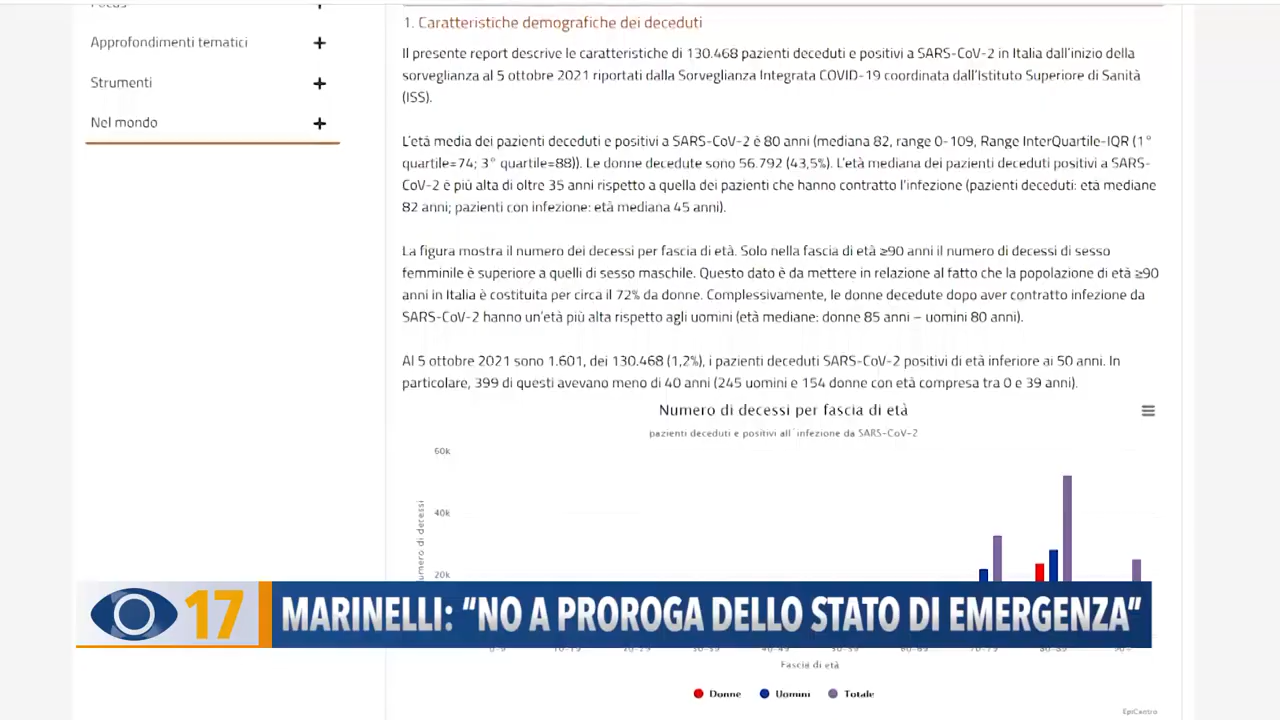 Focus
Approfondimenti tematici +
Strumenti +
Nel mondo +
1. Caratteristiche demografiche dei deceduti
Il presente report descrive le caratteristiche di 130.468 pazienti deceduti e positivi a SARS-CoV-2 in Italia dall'inizio della
sorveglianza al 5 ottobre 2021 riportati dalla Sorveglianza Integrata COVID-19 coordinata dall'Istituto Superiore di Sanità
(ISS).
L'età media dei pazienti deceduti e positivi a SARS-CoV-2 è 80 anni (mediana 82, range 0-109, Range InterQuartile-IQR (1°
quartile=74; 3° quartile=88)). Le donne decedute sono 56.792 (43,5%). L'età mediana dei pazienti deceduti positivi a SARS-
CoV-2 è più alta di oltre 35 anni rispetto a quella dei pazienti che hanno contratto l'infezione (pazienti deceduti: età mediane
82 anni; pazienti con infezione: età mediana 45 anni).
La figura mostra il numero dei decessi per fascia di età. Solo nella fascia di età ≥90 anni il numero di decessi di sesso
femminile è superiore a quelli di sesso maschile. Questo dato è da mettere in relazione al fatto che la popolazione di età ≥90
anni in Italia è costituita per circa il 72% da donne. Complessivamente, le donne decedute dopo aver contratto infezione da
SARS-CoV-2 hanno un'età più alta rispetto agli uomini (età mediane: donne 85 anni – uomini 80 anni).
Al 5 ottobre 2021 sono 1.601, dei 130.468 (1,2%), i pazienti deceduti SARS-CoV-2 positivi di età inferiore ai 50 anni. In
particolare, 399 di questi avevano meno di 40 anni (245 uomini e 154 donne con età compresa tra 0 e 39 anni).
Numero di decessi per fascia di età
pazienti deceduti e positivi all'infezione da SARS-CoV-2
60k
40k
20k
umero di decessi
17
MARINELLI: “NO A PROROGA DELLO STATO DI EMERGENZA”
Fascia di età
Donne Uomini Totale
EpiCentro